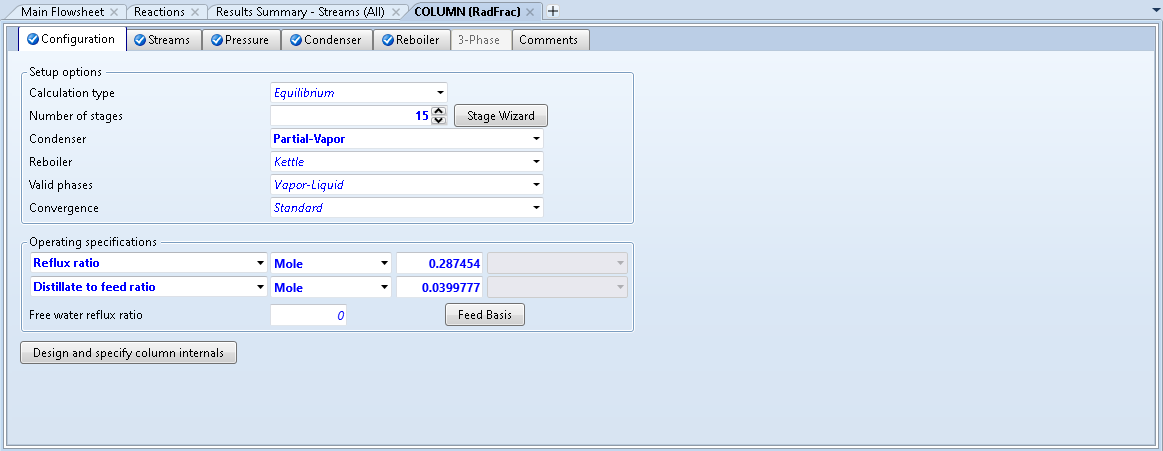 Main Flowsheet Reactions Results Summary - Streams (All) COLUMN (RadFrac)
Configuration Streams Pressure Condenser Reboiler 3-Phase Comments
Setup options
Calculation type Equilibrium
Number of stages 15 Stage Wizard
Condenser Partial-Vapor
Reboiler Kettle
Valid phases Vapor-Liquid
Convergence Standard
Operating specifications
Reflux ratio Mole 0.287454
Distillate to feed ratio Mole 0.0399777
Free water reflux ratio 0 Feed Basis
Design and specify column internals